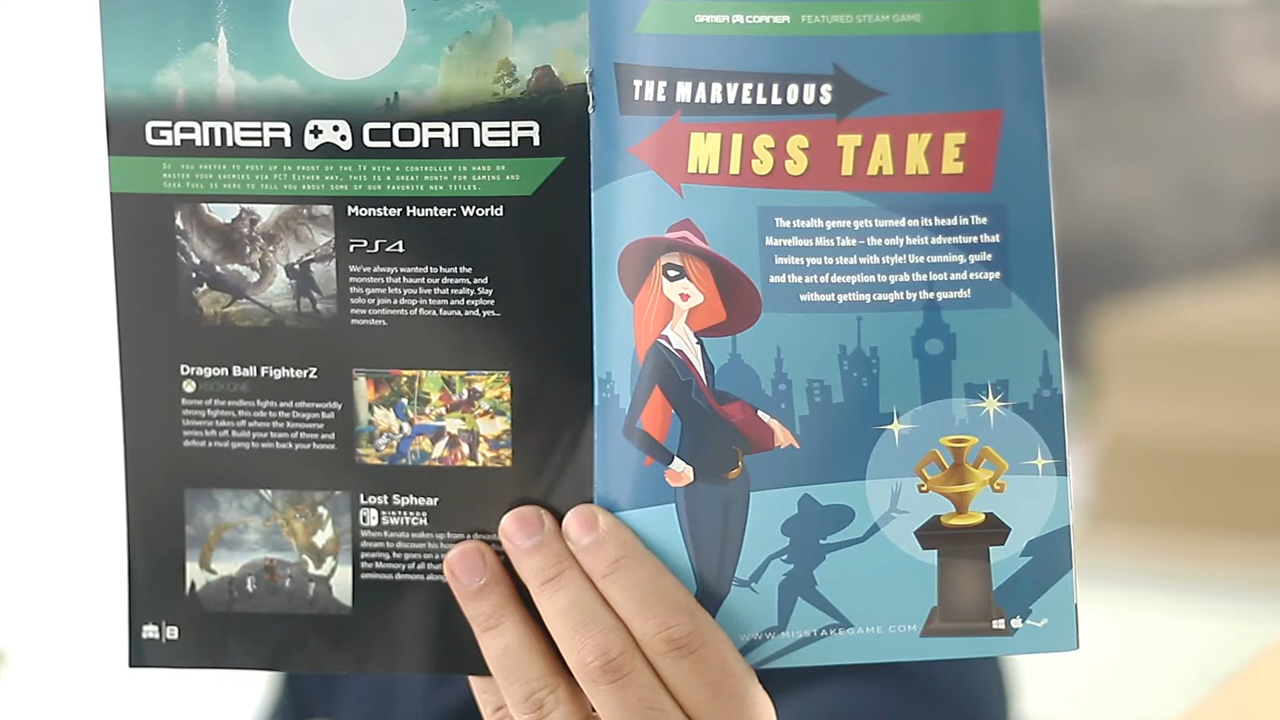 GAMER CORNER
So you prefer to post up in front of the TV with a controller in hand or
master your enemies via PC? Either way, this is a great month for gaming and
Geek Fuel is here to tell you about some of our favorite new titles.
Monster Hunter: World
PS4
We've always wanted to hunt the
monsters that haunt our dreams, and
this game lets you live that reality. Slay
solo or join a drop-in team and explore
new continents of flora, fauna, and, yes...
monsters.
Dragon Ball FighterZ
XBOX ONE
Borne of the endless fights and otherworldly
strong fighters, this ode to the Dragon Ball
Universe takes off where the Xenoverse
series left off. Build your team of three and
defeat a rival gang to win back your honor.
Lost Sphear
NINTENDO
SWITCH
When Kanata wakes up from a
dream to discover his
pearing, he goes on a
the Memory of all that
ominous demons
GAMER CORNER FEATURED STEAM GAME
THE MARVELLOUS
MISS TAKE
The stealth genre gets turned on its head in The
Marvellous Miss Take – the only heist adventure that
invites you to steal with style! Use cunning, guile
and the art of deception to grab the loot and escape
without getting caught by the guards!
WWW.MISSTAKEGAME.COM